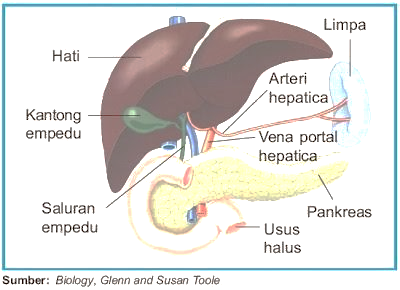 Limpa
Hati
Arteri
hepatica
Kantong
empedu
Vena portal
hepatica
Saluran
empedu
Pankreas
Usus
halus
Sumber: Biology, Glenn and Susan Toole